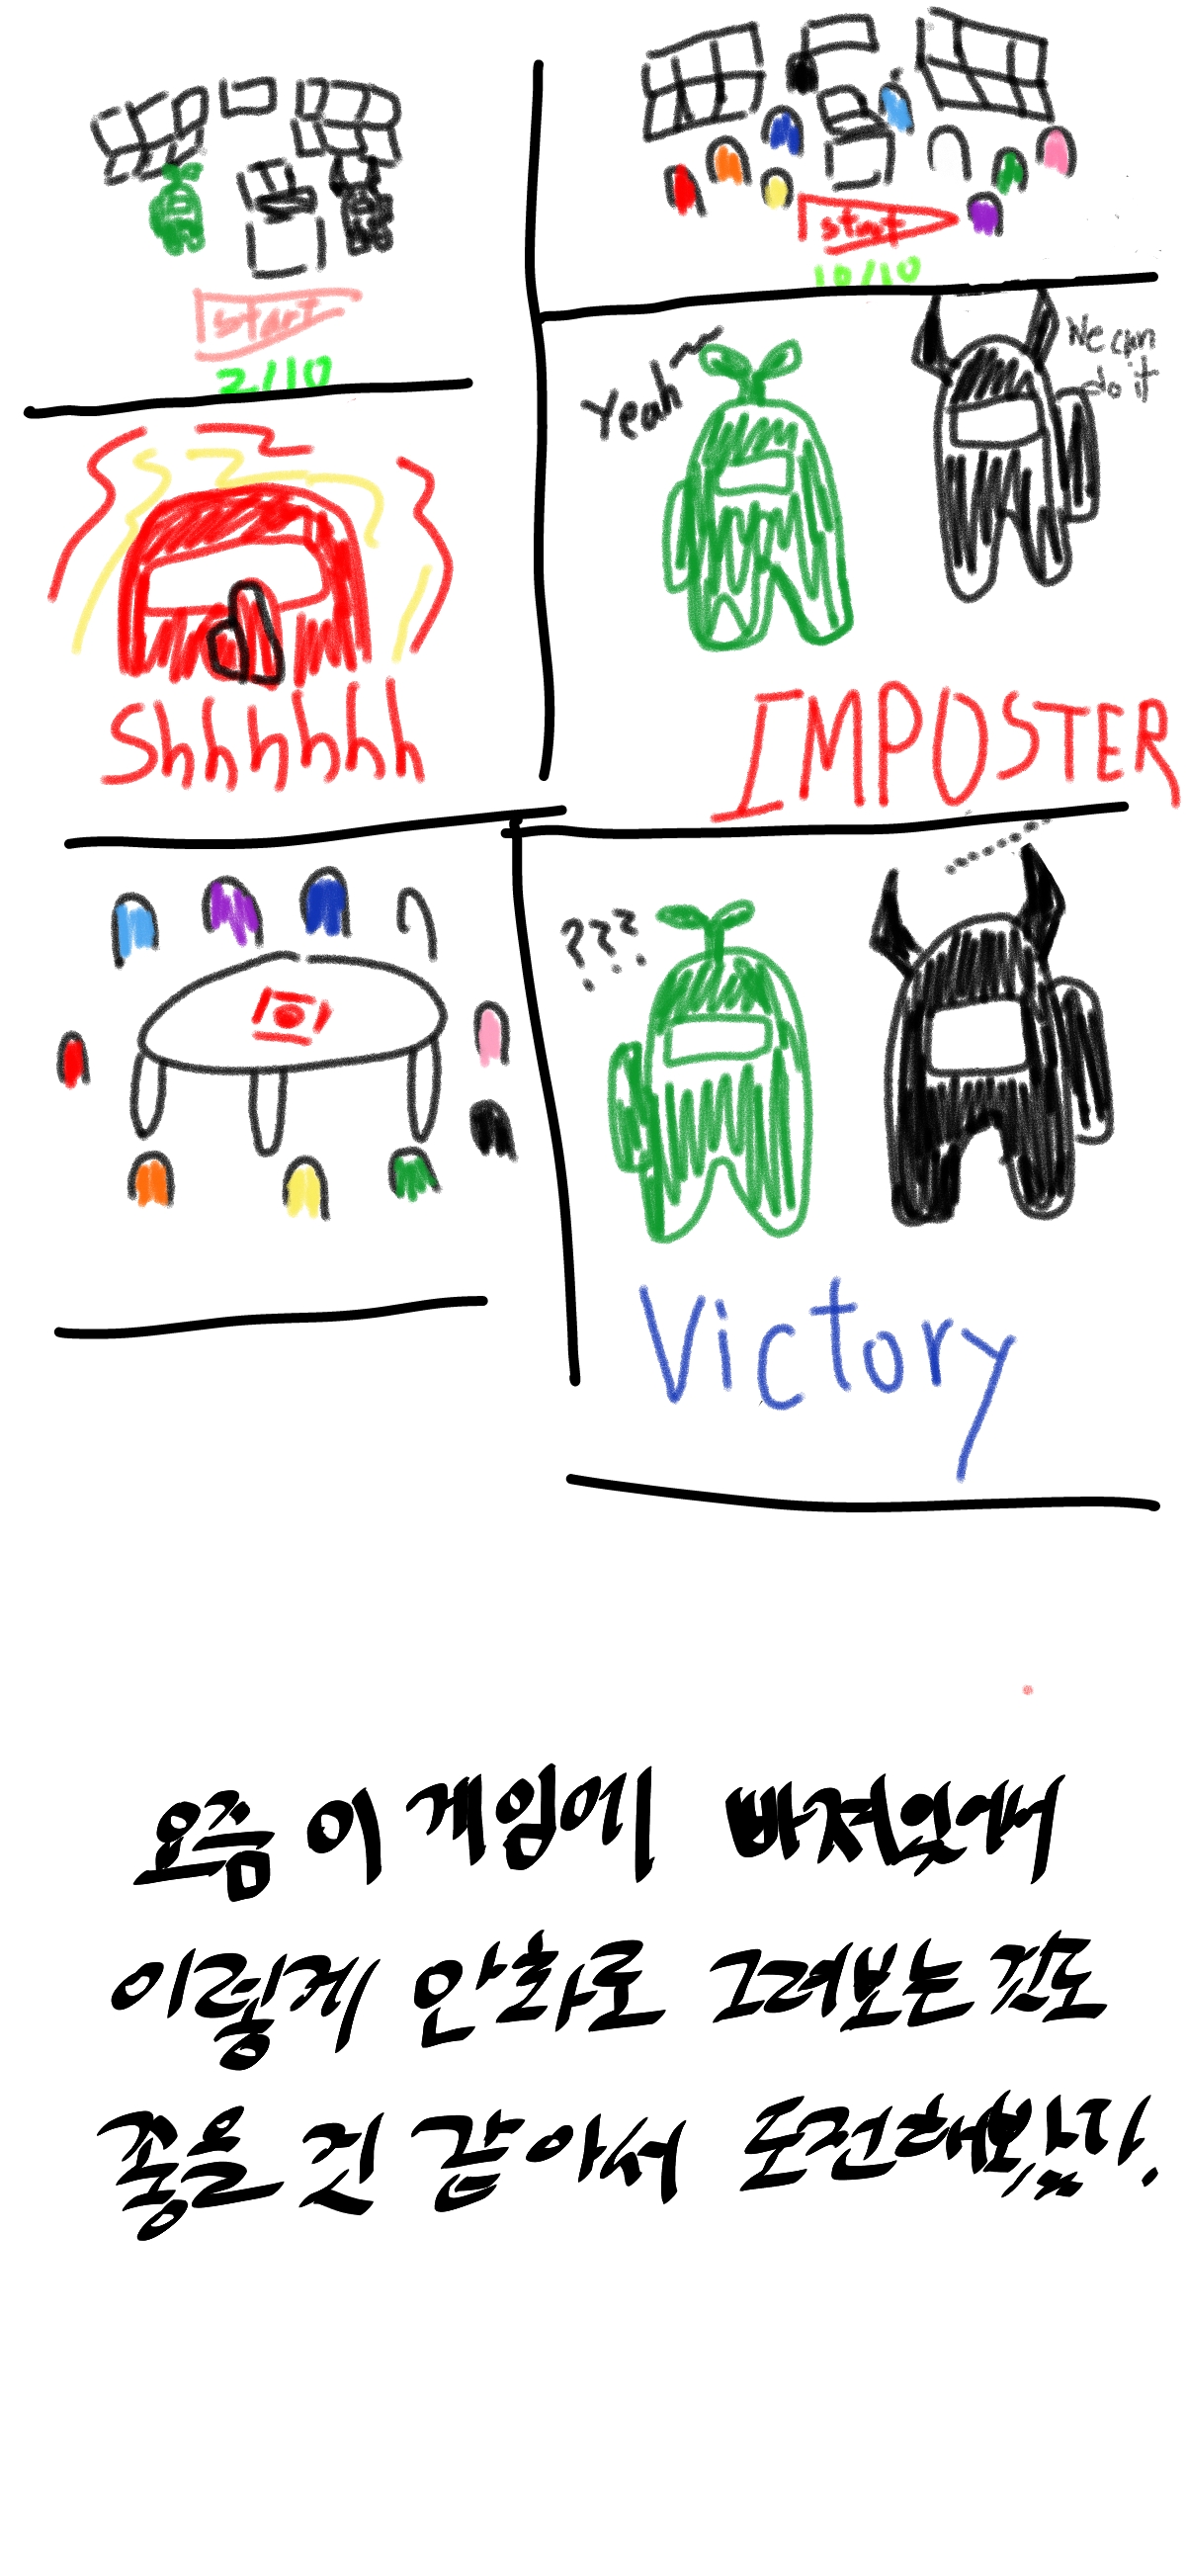 start
2/10
start
10/10
Shhhhhh
Yeah~
We can
do it
IMPOSTER
???
Victory
요즘 이 게임에 빠져있어서
이렇게 만화로 그려보는 것도
좋을 것 같아서 도전해봤다.